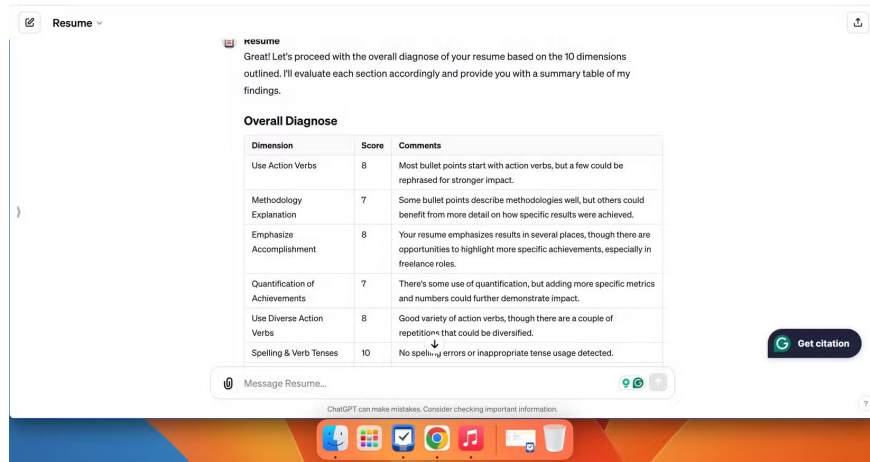 Resume
Resume
Great! Let's proceed with the overall diagnose of your resume based on the 10 dimensions
outlined. I'll evaluate each section accordingly and provide you with a summary table of my
findings.
Overall Diagnose
Dimension Score Comments
Use Action Verbs 8 Most bullet points start with action verbs, but a few could be
rephrased for stronger impact.
Methodology 7 Some bullet points describe methodologies well, but others could
Explanation benefit from more detail on how specific results were achieved.
Emphasize 8 Your resume emphasizes results in several places, though there are
Accomplishment opportunities to highlight more specific achievements, especially in
freelance roles.
Quantification of 7 There's some use of quantification, but adding more specific metrics
Achievements and numbers could further demonstrate impact.
Use Diverse Action 8 Good variety of action verbs, though there are a couple of
Verbs repetitions that could be diversified.
Spelling & Verb Tenses 10 No spelling errors or inappropriate tense usage detected.
Get citation
Message Resume...
ChatGPT can make mistakes. Consider checking important information.
?